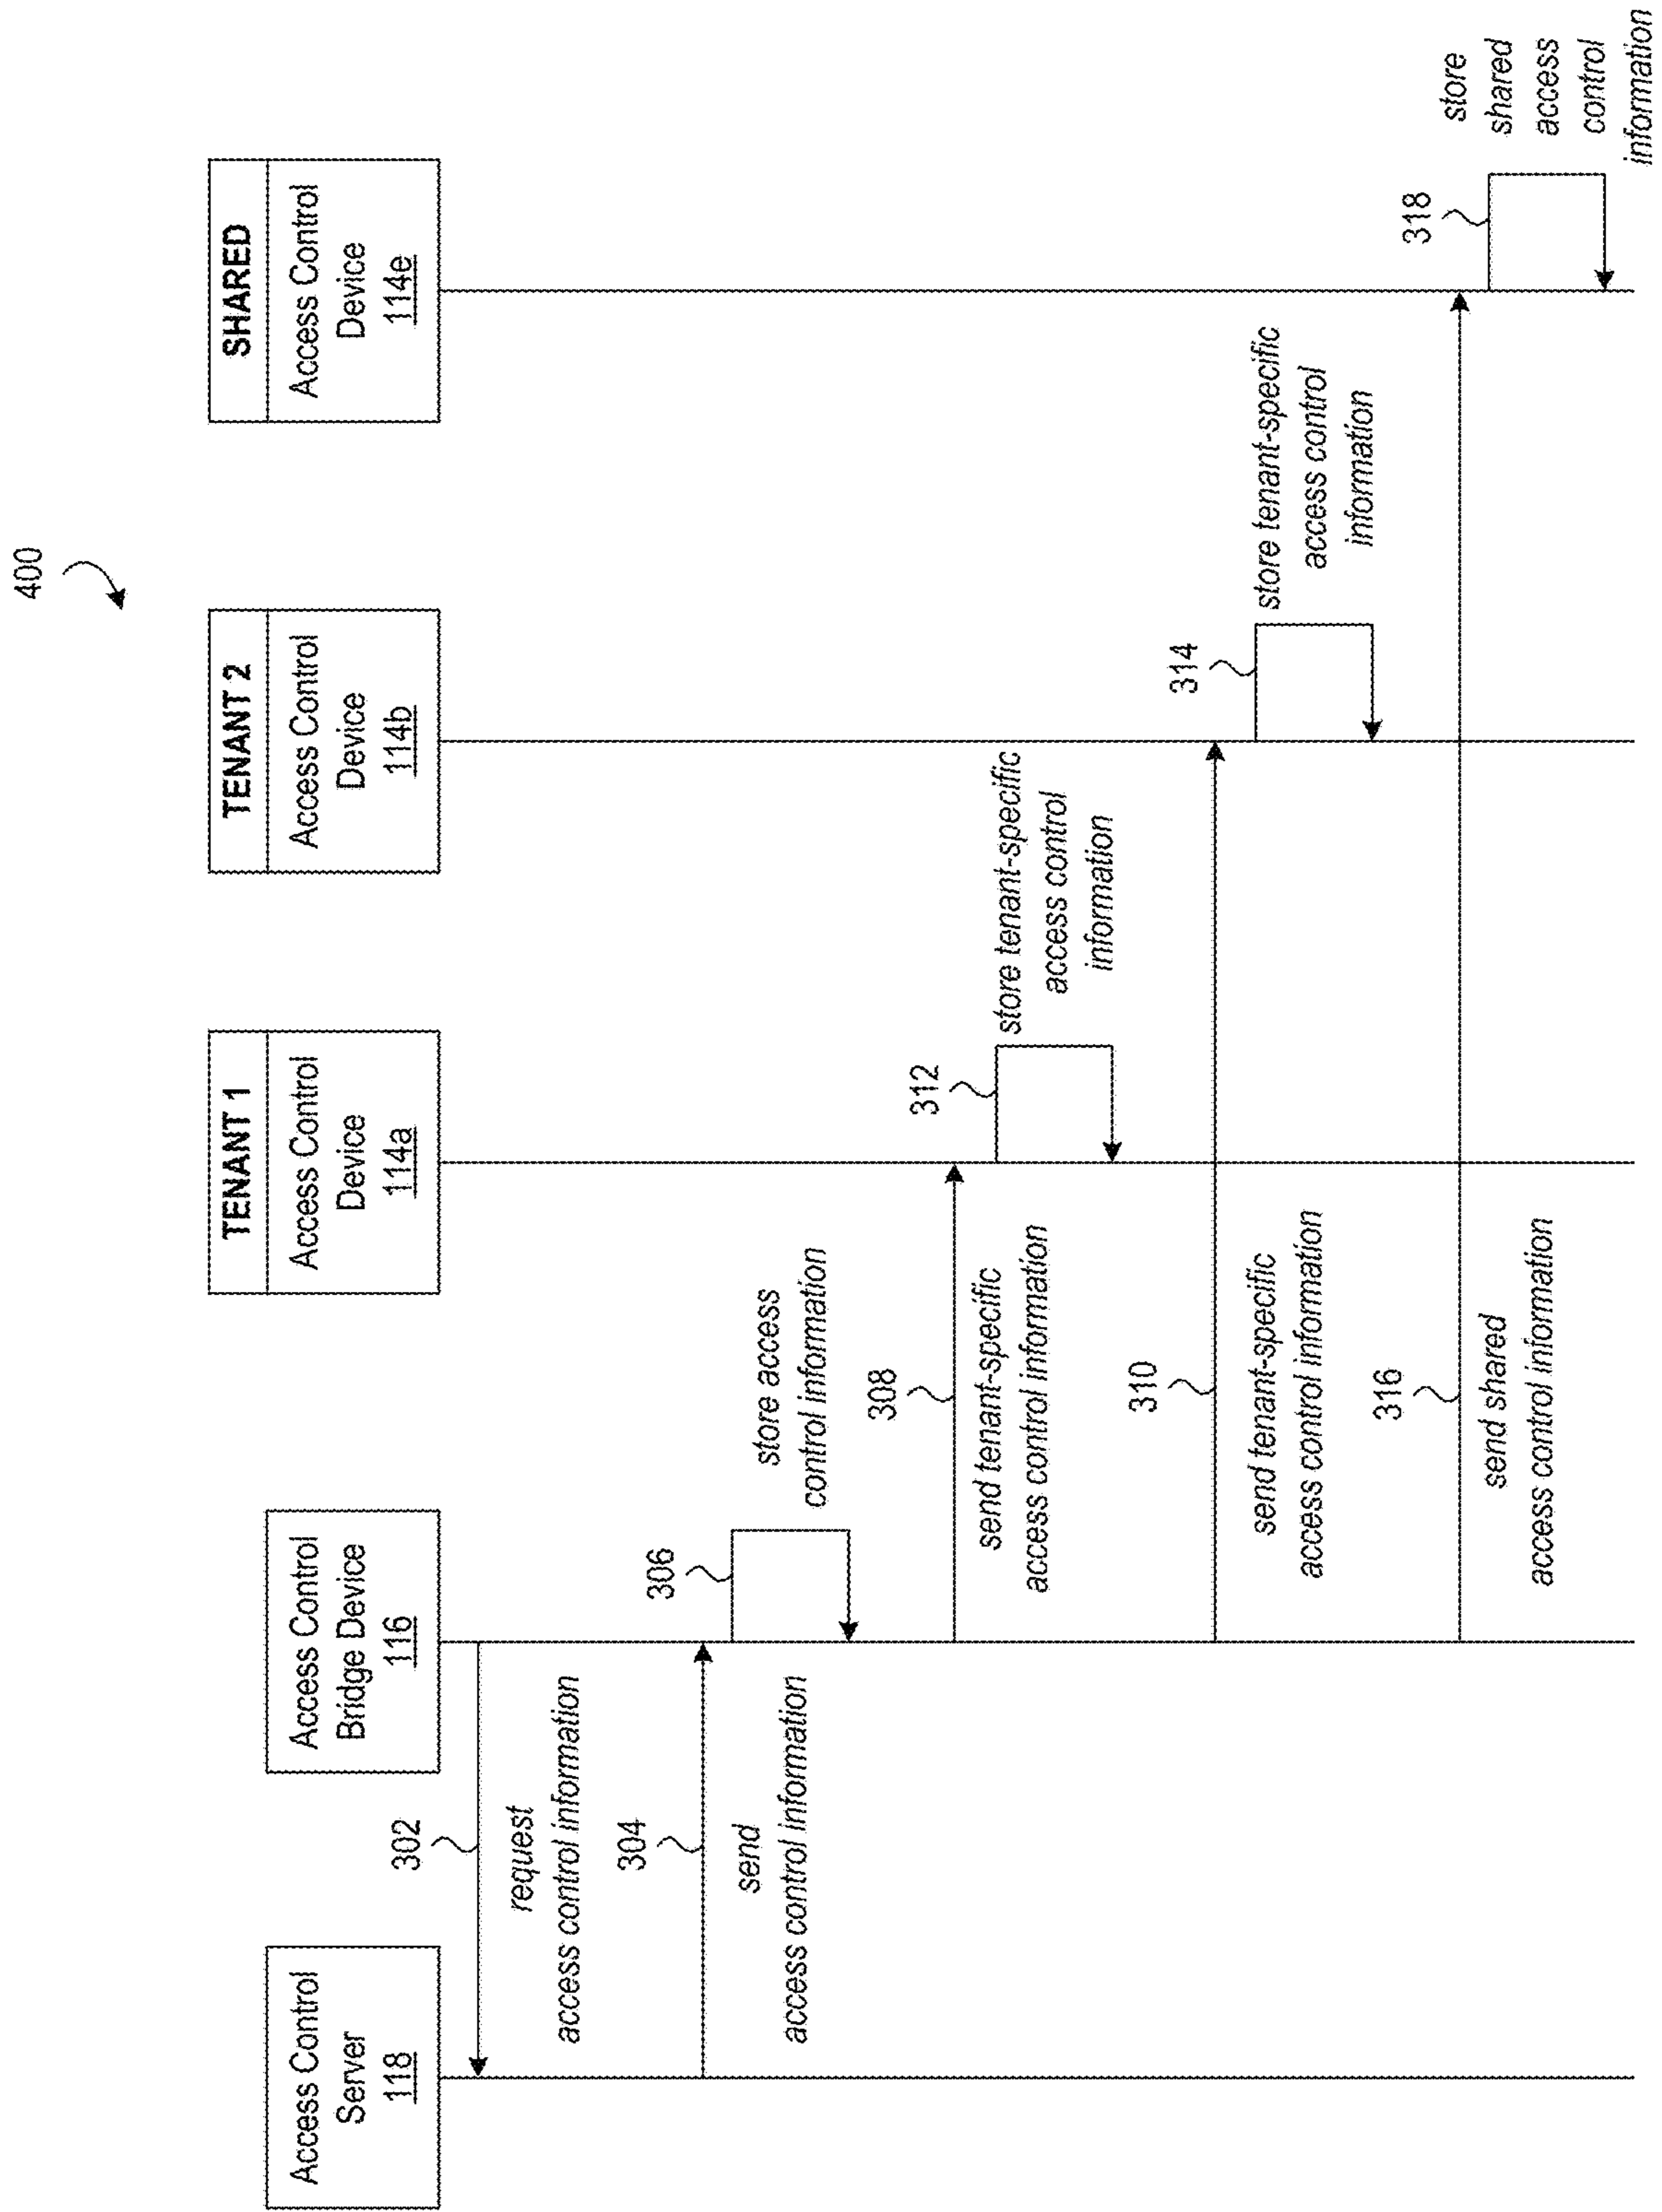 400
Access Control
Server
118
Access Control
Bridge Device
116
TENANT 1
Access Control
Device
114a
TENANT 2
Access Control
Device
114b
SHARED
Access Control
Device
114e
302
request
access control information
304
send
access control information
306
store access
control information
308
send tenant-specific
access control information
312
store tenant-specific
access control
information
310
send tenant-specific
access control information
314
store tenant-specific
access control
information
316
send shared
access control information
318
store
shared
access
control
information